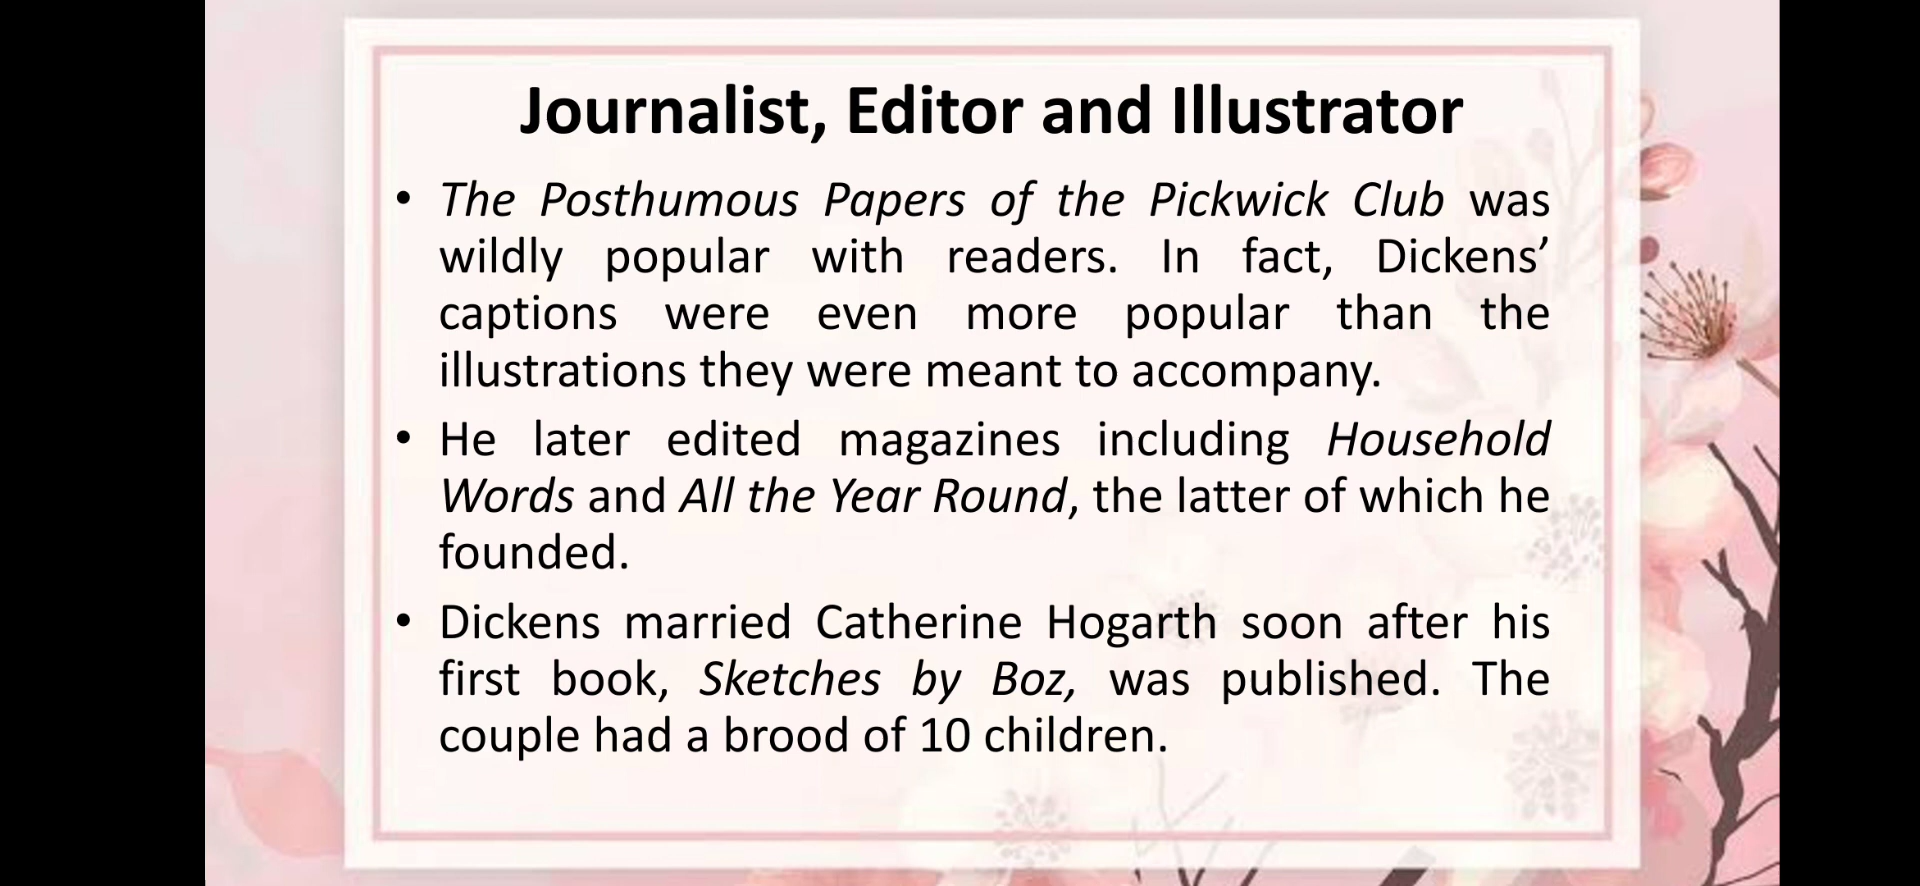 Journalist, Editor and Illustrator
• The Posthumous Papers of the Pickwick Club was
wildly popular with readers. In fact, Dickens’
captions were even more popular than the
illustrations they were meant to accompany.
• He later edited magazines including Household
Words and All the Year Round, the latter of which he
founded.
• Dickens married Catherine Hogarth soon after his
first book, Sketches by Boz, was published. The
couple had a brood of 10 children.